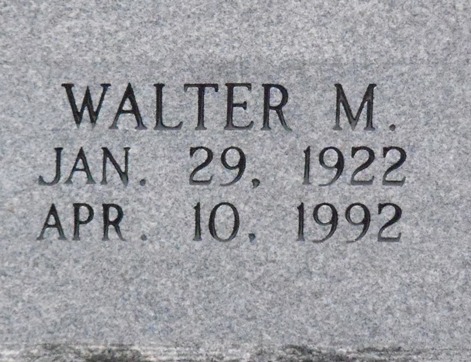 WALTER M.
JAN. 29, 1922
APR. 10, 1992